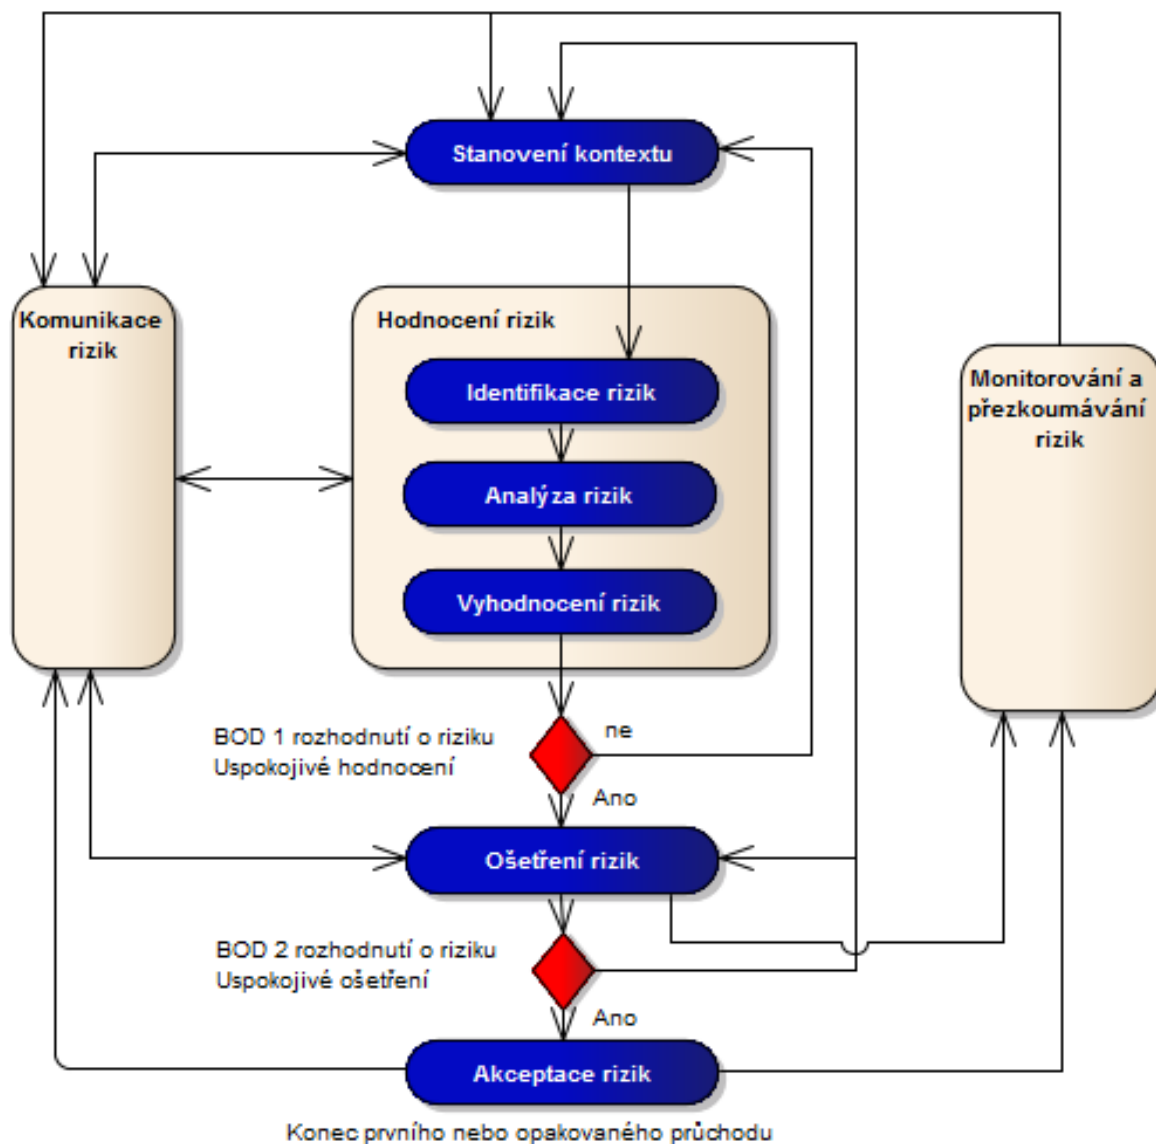 Stanovení kontextu
Komunikace
rizik
Hodnocení rizik
Identifikace rizik
Analýza rizik
Vyhodnocení rizik
Monitorování a
přezkoumávání
rizik
BOD 1 rozhodnutí o riziku
Uspokojivé hodnocení
ne
Ano
Ošetření rizik
BOD 2 rozhodnutí o riziku
Uspokojivé ošetření
Ano
Akceptace rizik
Konec prvního nebo opakovaného průchodu